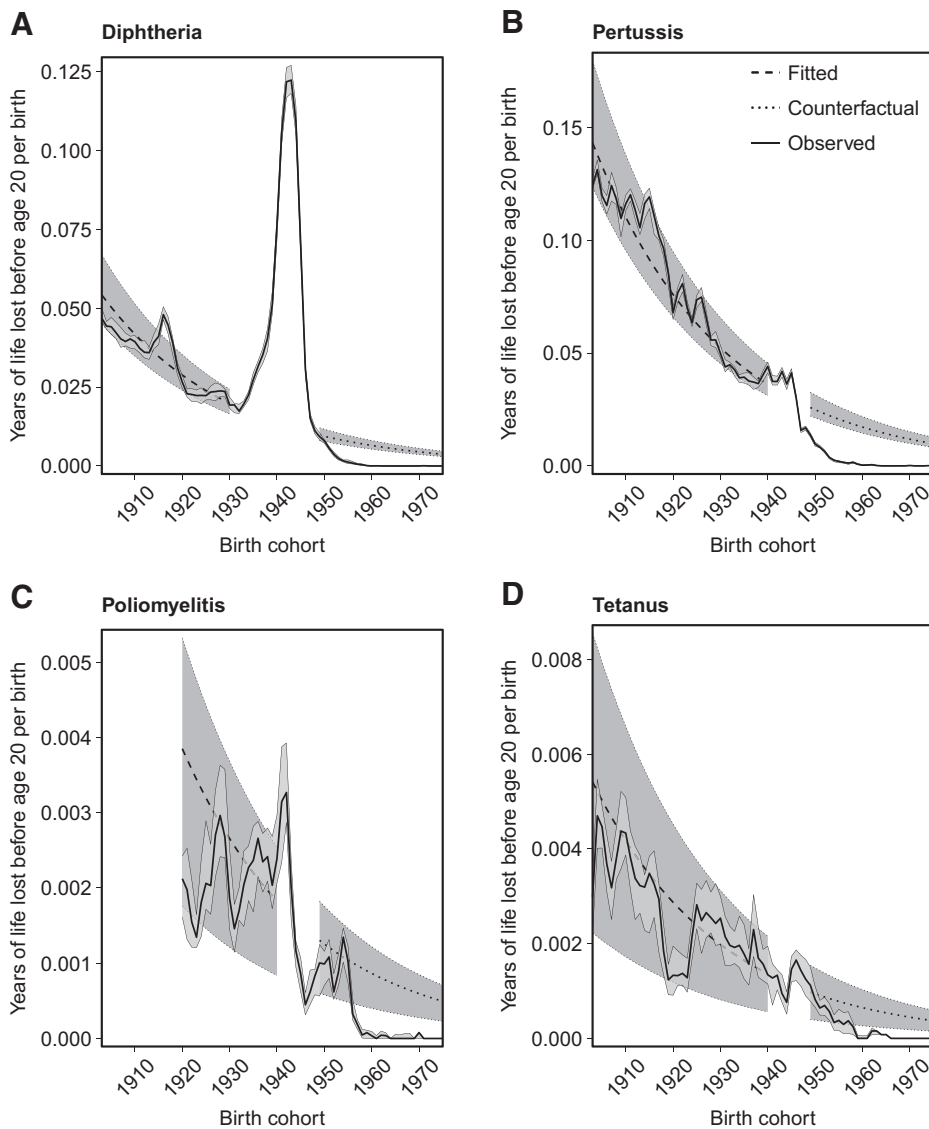 A
Diphtheria
Years of life lost before age 20 per birth
0.125
0.100
0.075
0.050
0.025
0.000
1910
1920
1930
1940
1950
1960
1970
Birth cohort
B
Pertussis
Years of life lost before age 20 per birth
0.15
0.10
0.05
0.00
Fitted
Counterfactual
Observed
1910
1920
1930
1940
1950
1960
1970
Birth cohort
C
Poliomyelitis
Years of life lost before age 20 per birth
0.005
0.004
0.003
0.002
0.001
0.000
1910
1920
1930
1940
1950
1960
1970
Birth cohort
D
Tetanus
Years of life lost before age 20 per birth
0.008
0.006
0.004
0.002
0.000
1910
1920
1930
1940
1950
1960
1970
Birth cohort